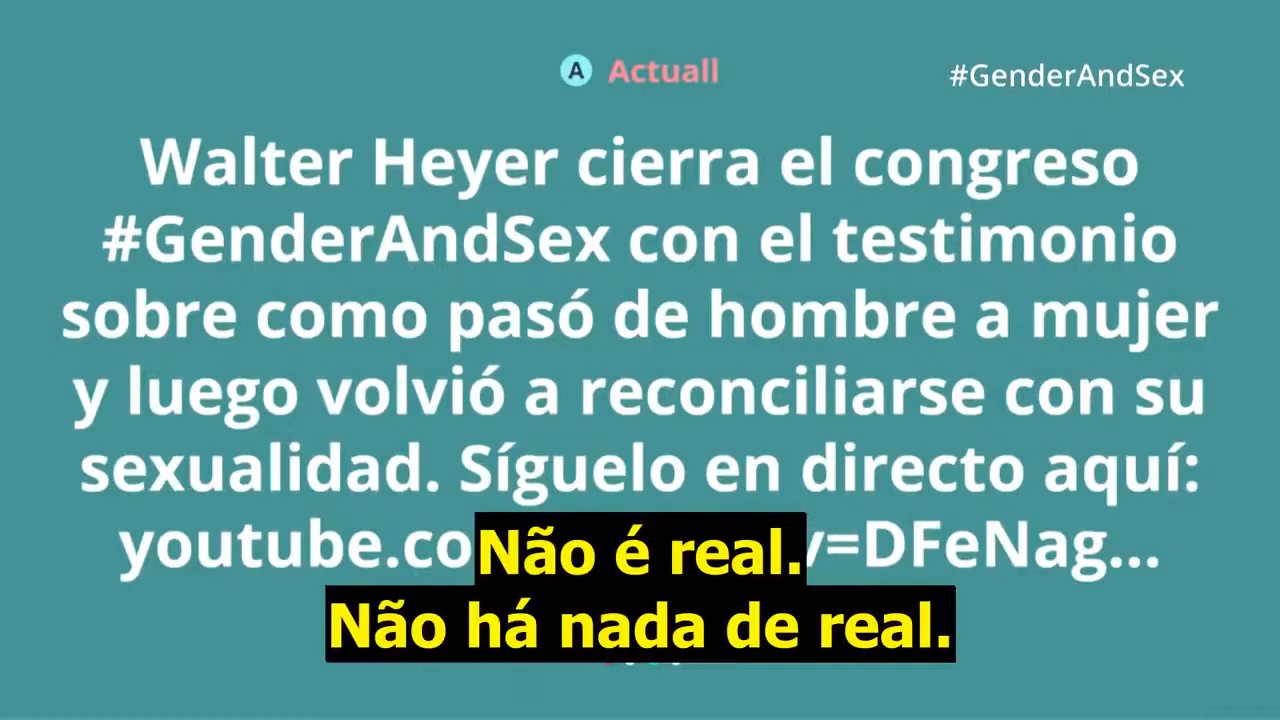 A Actuall
#GenderAndSex
Walter Heyer cierra el congreso
#GenderAndSex con el testimonio
sobre como pasó de hombre a mujer
y luego volvió a reconciliarse con su
sexualidad. Síguelo en directo aquí:
youtube.co v=DFeNag...
Não é real.
Não há nada de real.